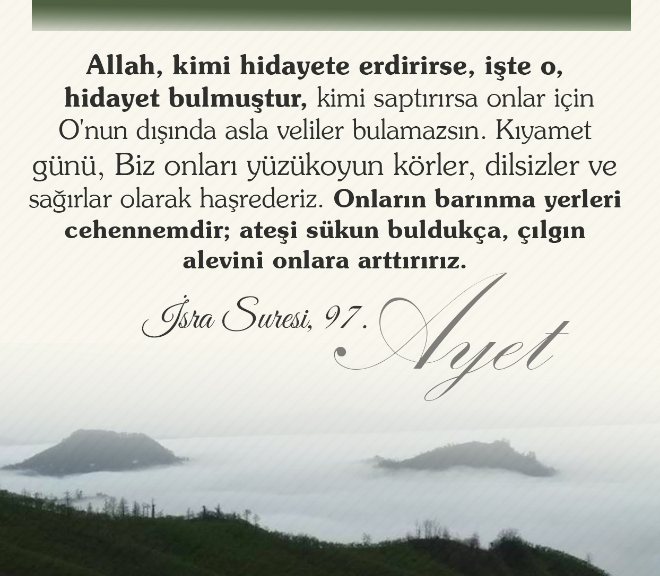 Allah, kimi hidayete erdirirse, işte o,
hidayet bulmuştur, kimi saptırırsa onlar için
O'nun dışında asla veliler bulamazsın. Kıyamet
günü, Biz onları yüzükoyun körler, dilsizler ve
sağırlar olarak haşrederiz. Onların barınma yerleri
cehennemdir; ateşi sükun buldukça, çılgın
alevini onlara arttırırız.
İsra Suresi, 97. Ayet